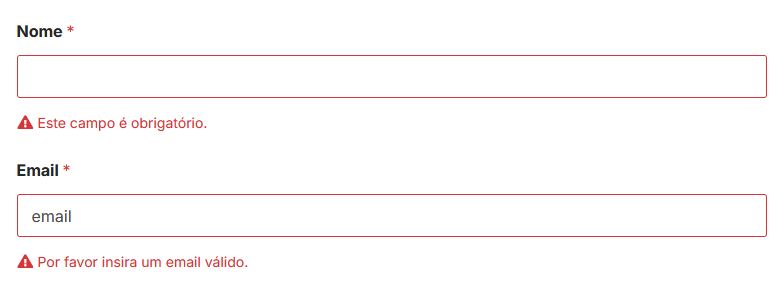 Nome *
Este campo é obrigatório.
Email *
email
Por favor insira um email válido.